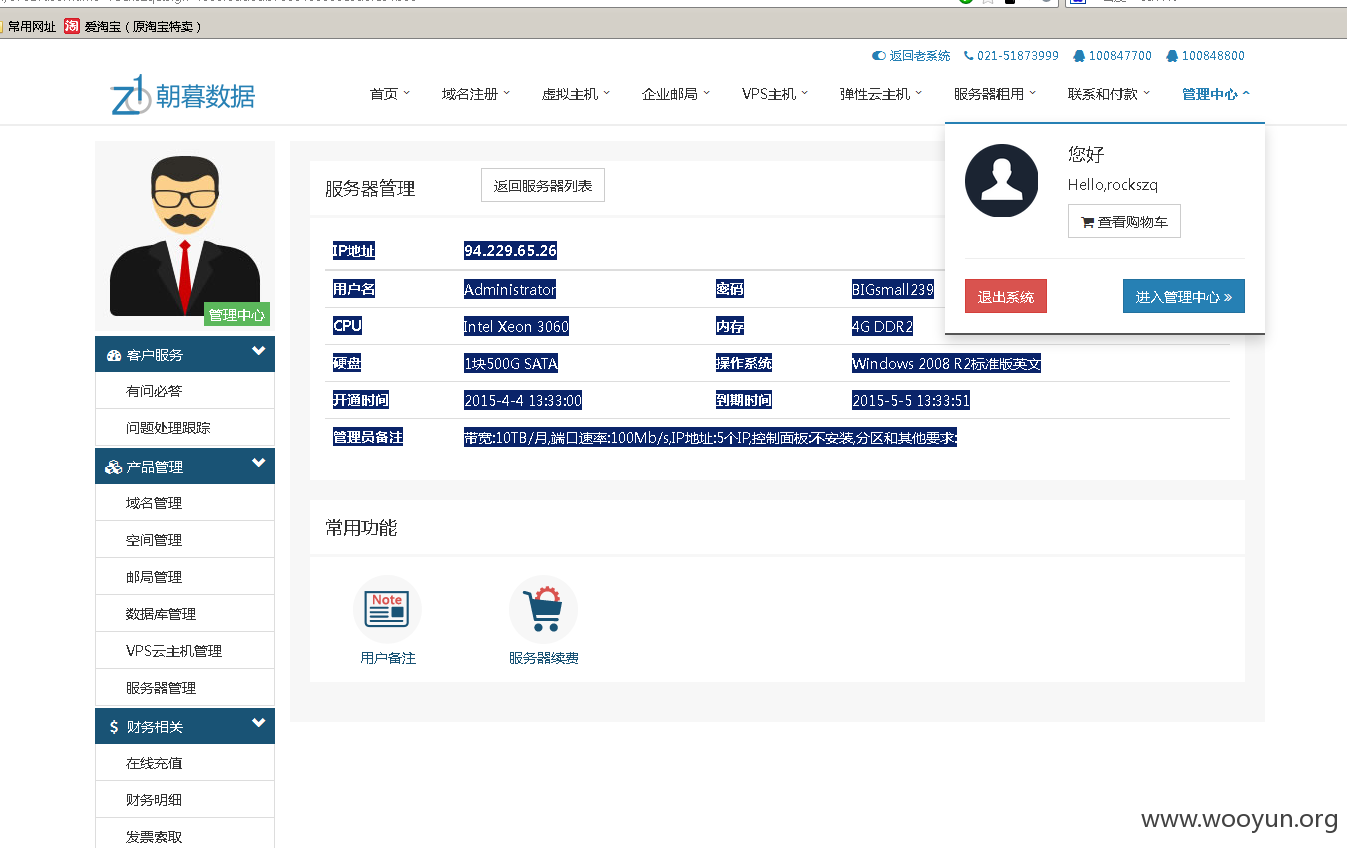 常用网址 淘 爱淘宝（原淘宝特卖）
返回老系统 021-51873999 100847700 100848800
朝暮数据 首页 域名注册 虚拟主机 企业邮局 VPS主机 弹性云主机 服务器租用 联系和付款 管理中心
您好
Hello,rockszq
查看购物车
退出系统 进入管理中心 »
管理中心
客户服务
有问必答
问题处理跟踪
产品管理
域名管理
空间管理
邮局管理
数据库管理
VPS云主机管理
服务器管理
$ 财务相关
在线充值
财务明细
发票索取
服务器管理 返回服务器列表
IP地址 94.229.65.26
用户名 Administrator 密码 BIGsmall239
CPU Intel Xeon 3060 内存 4G DDR2
硬盘 1块500G SATA 操作系统 Windows 2008 R2标准版英文
开通时间 2015-4-4 13:33:00 到期时间 2015-5-5 13:33:51
管理员备注 带宽:10TB/月,端口速率:100Mb/s,IP地址:5个IP,控制面板:不安装,分区和其他要求:
常用功能
Note
用户备注 服务器续费
www.wooyun.org